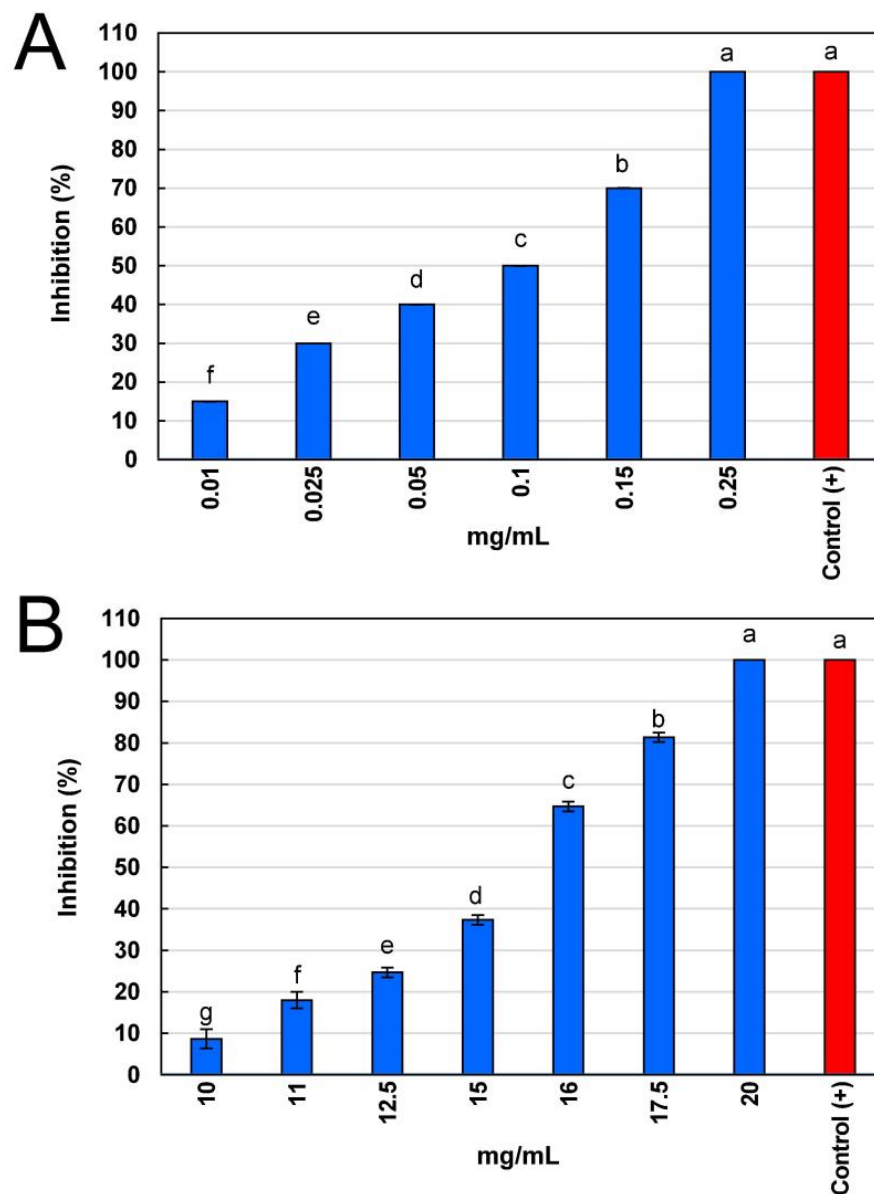 A
110
100
90
80
70
60
50
40
30
20
10
0
Inhibition (%)
f
e
d
c
b
a
a
0.01
0.025
0.05
0.1
0.15
0.25
Control (+)
mg/mL
B
110
100
90
80
70
60
50
40
30
20
10
0
Inhibition (%)
g
f
e
d
c
b
a
a
10
11
12.5
15
16
17.5
20
Control (+)
mg/mL